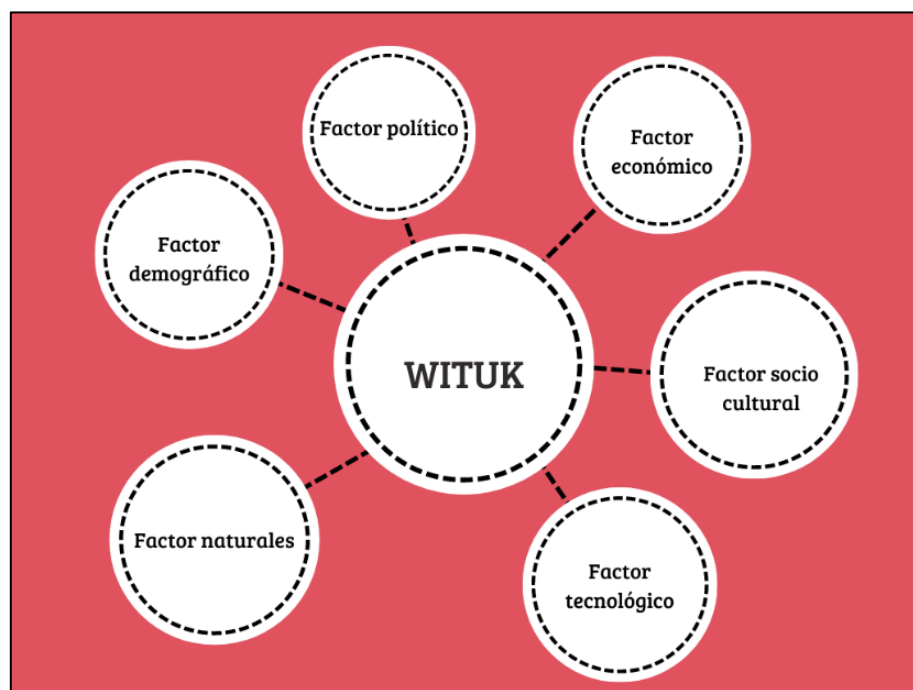 Factor político
Factor
económico
Factor
demográfico
WITUK
Factor socio
cultural
Factor naturales
Factor
tecnológico